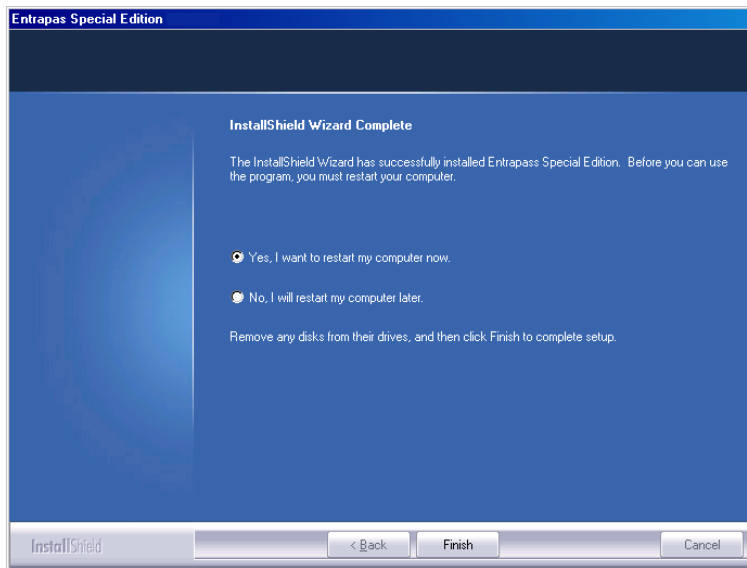 Entrapas Special Edition
InstallShield Wizard Complete
The InstallShield Wizard has successfully installed Entrapass Special Edition.  Before you can use
the program, you must restart your computer.
Yes, I want to restart my computer now.
No, I will restart my computer later.
Remove any disks from their drives, and then click Finish to complete setup.
InstallShield
< Back
Finish
Cancel